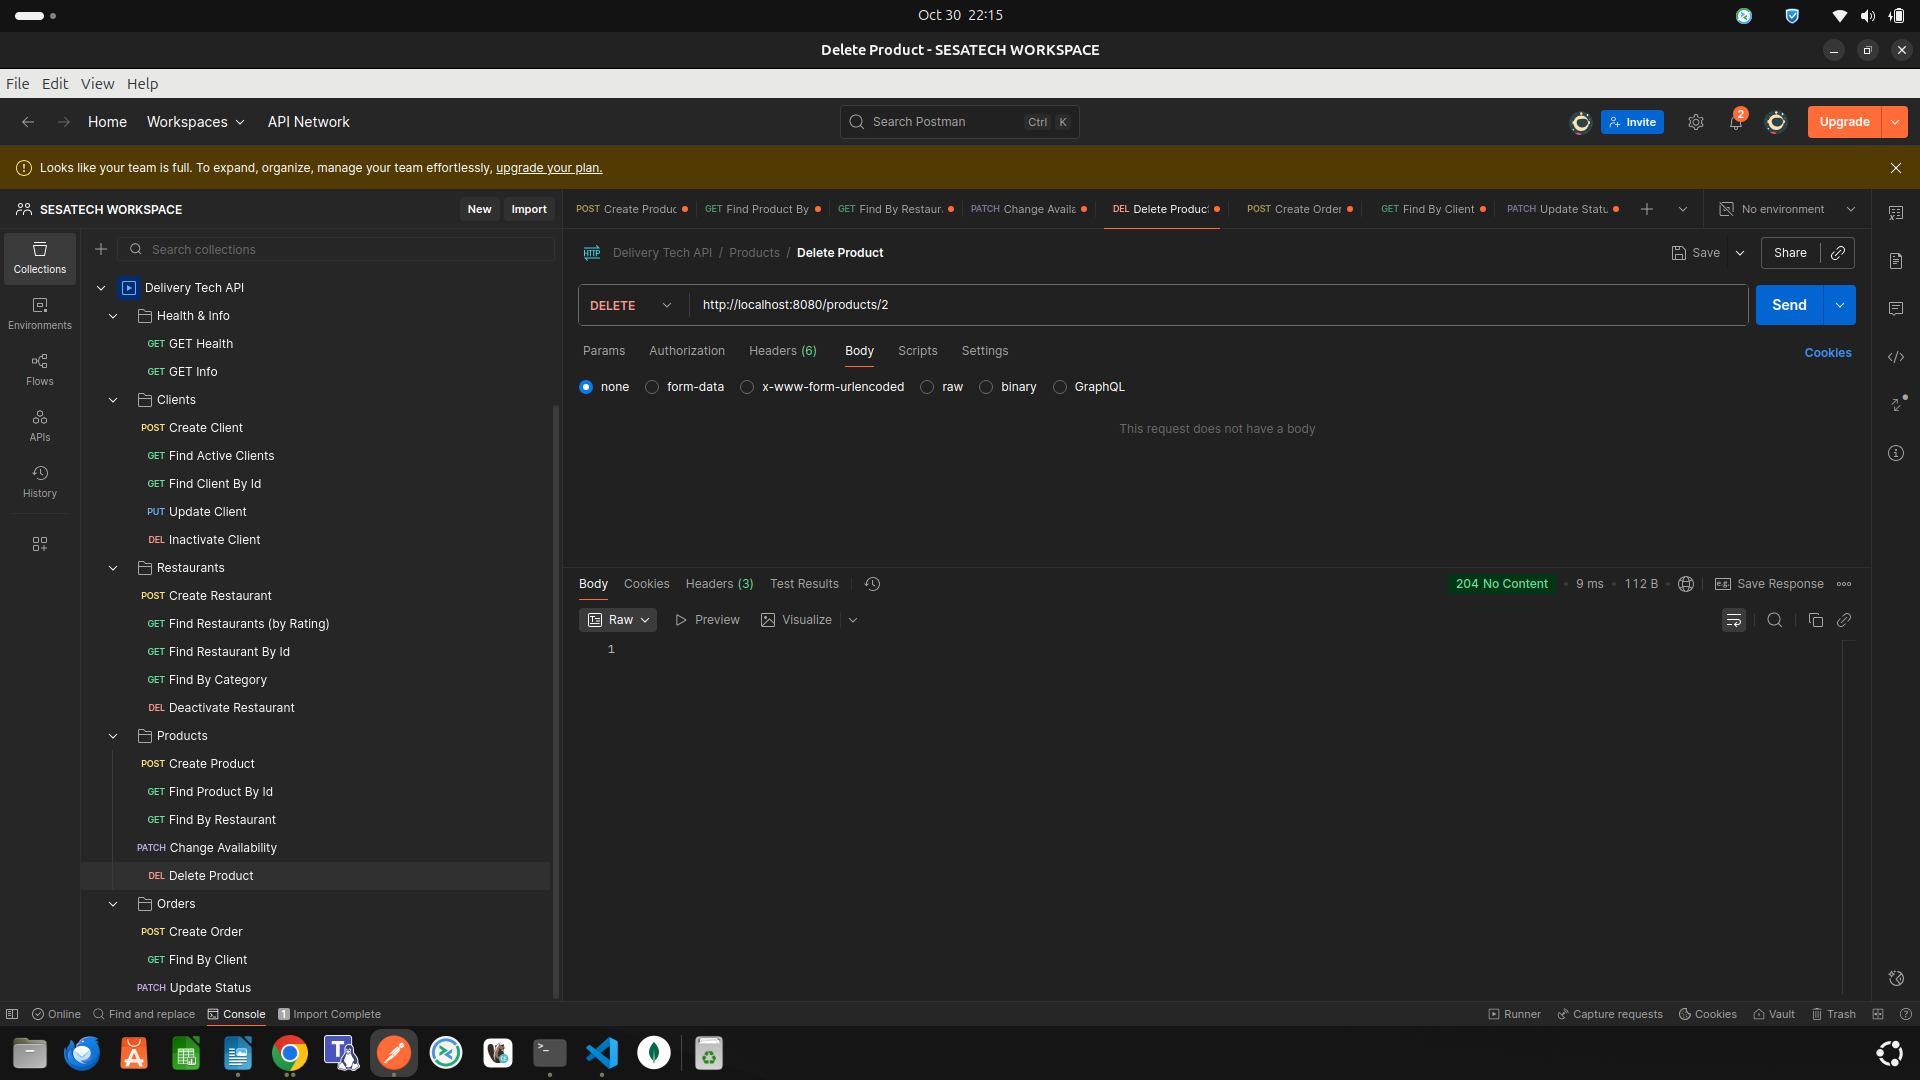 Oct 30 22:15
Delete Product - SESATECH WORKSPACE
File Edit View Help
Home Workspaces API Network
Search Postman Ctrl K
Invite
2
Upgrade
Looks like your team is full. To expand, organize, manage your team effortlessly, upgrade your plan.
SESATECH WORKSPACE New Import
POST Create Produc GET Find Product By GET Find By Restaur PATCH Change Availa DEL Delete Product POST Create Order GET Find By Client PATCH Update Statu No environment
Collections
Environments
Flows
APIs
History
Search collections
Delivery Tech API
Health & Info
GET GET Health
GET GET Info
Clients
POST Create Client
GET Find Active Clients
GET Find Client By Id
PUT Update Client
DEL Inactivate Client
Restaurants
POST Create Restaurant
GET Find Restaurants (by Rating)
GET Find Restaurant By Id
GET Find By Category
DEL Deactivate Restaurant
Products
POST Create Product
GET Find Product By Id
GET Find By Restaurant
PATCH Change Availability
DEL Delete Product
Orders
POST Create Order
GET Find By Client
PATCH Update Status
HTTP Delivery Tech API / Products / Delete Product
Save Share
DELETE http://localhost:8080/products/2 Send
Params Authorization Headers (6) Body Scripts Settings Cookies
none form-data x-www-form-urlencoded raw binary GraphQL
This request does not have a body
Body Cookies Headers (3) Test Results
204 No Content 9 ms 112 B e.g. Save Response
Raw Preview Visualize
1
Online Find and replace Console 1 Import Complete
Runner Capture requests Cookies Vault Trash